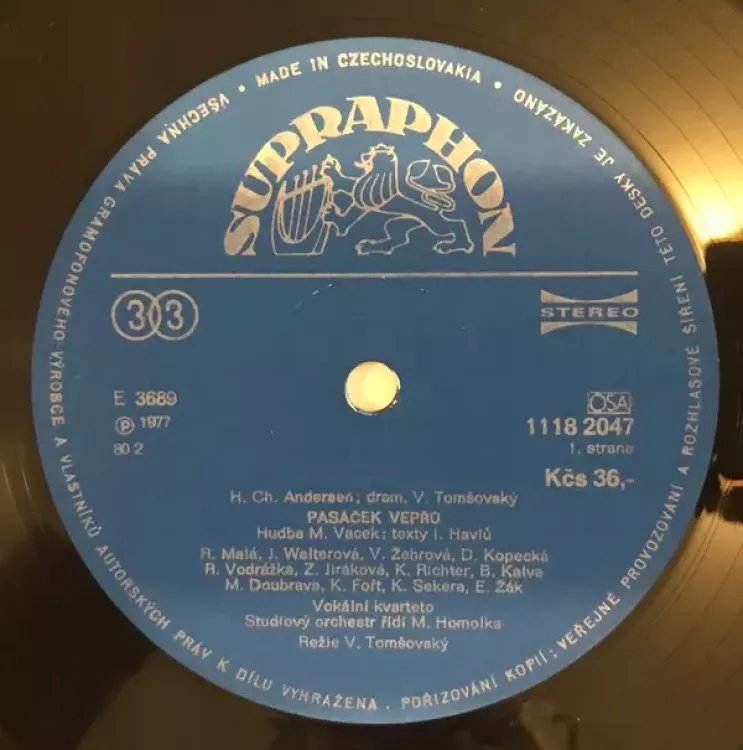 VŠECHNA PRÁVA GRAMOFONOVÉHO VÝROBCE A VLASTNÍKŮ AUTORSKÝCH PRÁV K DÍLU VYHRAŽENA • POŘIZOVÁNÍ KOPIÍ; VEŘEJNÉ PROVOZOVÁNÍ A ROZHLASOVÉ ŠÍŘENÍ TÉTO DESKY JE ZAKÁZÁNO
• MADE IN CZECHOSLOVAKIA •
SUPRAPHON
33
STEREO
E 3689
Ⓟ 1977
80 2
OSA
1118 2047
1. strane
Kčs 36,-
H. Ch. Andersen; dram. V. Tomšovský
PASÁČEK VEPŘŮ
Hudba M. Vacek; texty I. Havlů
R. Malá, J. Walterová, V. Žehrová, D. Kopecká
R. Vodrážka, Z. Jiráková, K. Richter, B. Kalva
M. Doubrava, K. Fořt, K. Sekera, E. Žák
Vokální kvarteto
Studiový orchestr řídí M. Homolka
Režie V. Tomšovský